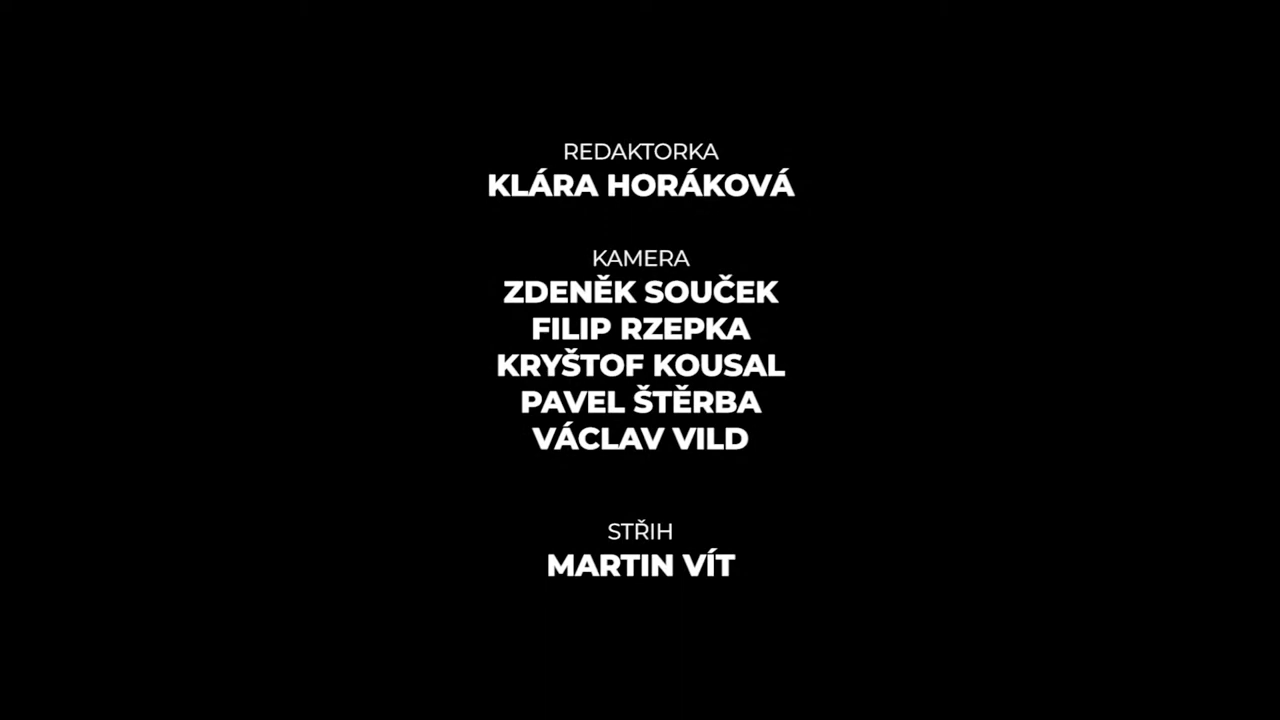 REDAKTORKA
KLÁRA HORÁKOVÁ
KAMERA
ZDENĚK SOUČEK
FILIP RZEPKA
KRYŠTOF KOUSAL
PAVEL ŠTĚRBA
VÁCLAV VILD
STŘIH
MARTIN VÍT